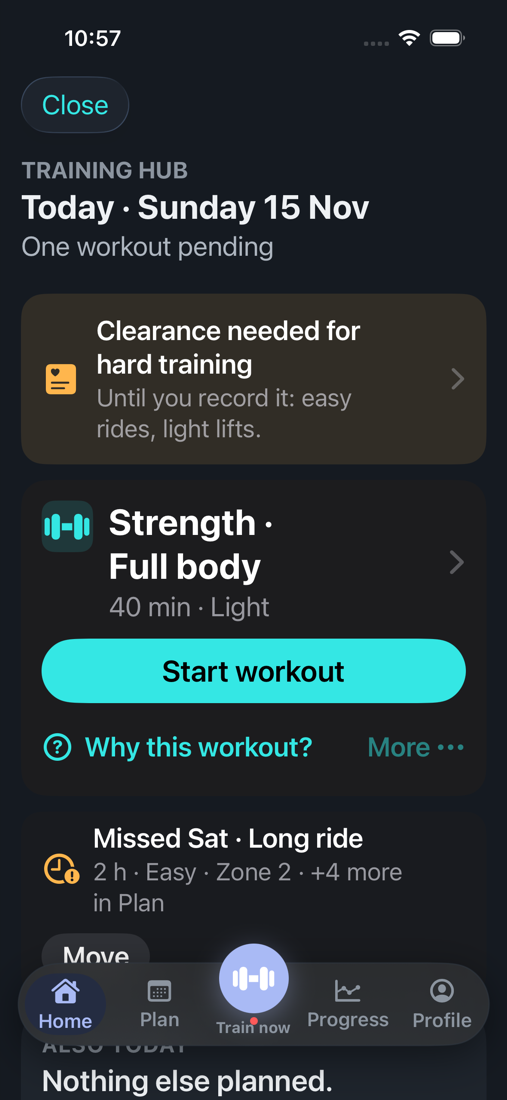 10:57
Close
TRAINING HUB
Today · Sunday 15 Nov
One workout pending
Clearance needed for
hard training
Until you record it: easy
rides, light lifts.
Strength ·
Full body
40 min · Light
Start workout
Why this workout?
More ···
Missed Sat · Long ride
2 h · Easy · Zone 2 · +4 more
in Plan
Move
Home
Plan
Train now
Progress
Profile
ALSO TODAY
Nothing else planned.